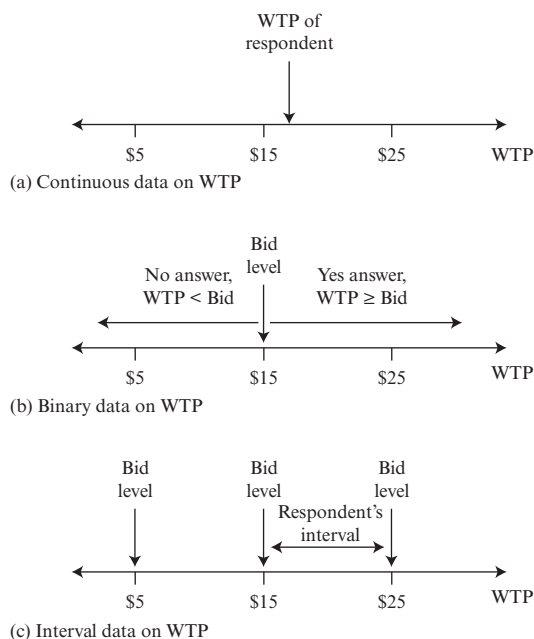 WTP of
respondent
$5 $15 $25 WTP
(a) Continuous data on WTP
Bid
level
No answer,
WTP < Bid
Yes answer,
WTP ≥ Bid
$5 $15 $25 WTP
(b) Binary data on WTP
Bid
level
Bid
level
Bid
level
Respondent's
interval
$5 $15 $25 WTP
(c) Interval data on WTP